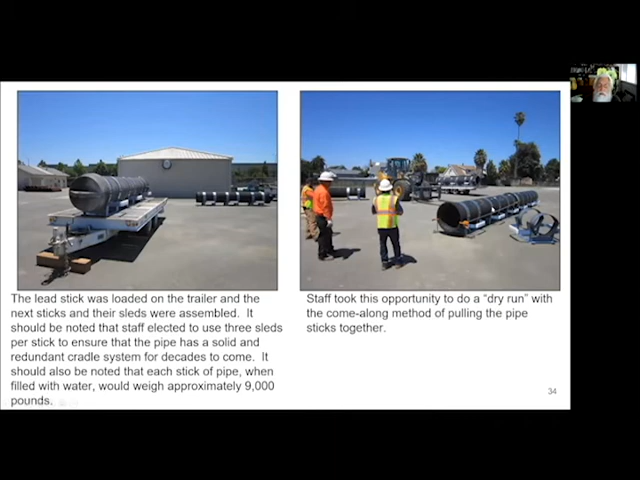 The lead stick was loaded on the trailer and the
next sticks and their sleds were assembled. It
should be noted that staff elected to use three sleds
per stick to ensure that the pipe has a solid and
redundant cradle system for decades to come. It
should also be noted that each stick of pipe, when
filled with water, would weigh approximately 9,000
pounds.
Staff took this opportunity to do a “dry run” with
the come-along method of pulling the pipe
sticks together.
34